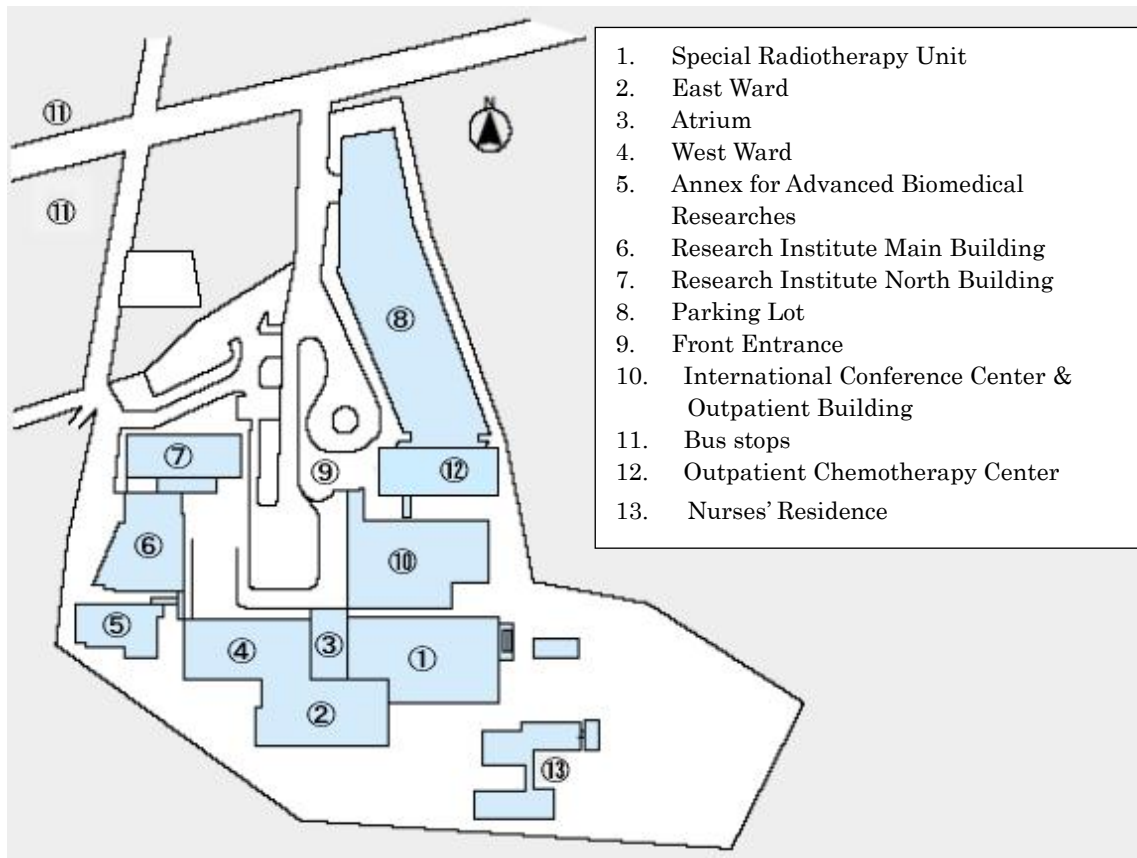 N
⑪
⑪
⑧
⑨
⑫
⑦
⑥
⑩
⑤
④
③
①
②
⑬
1. Special Radiotherapy Unit
2. East Ward
3. Atrium
4. West Ward
5. Annex for Advanced Biomedical
Researches
6. Research Institute Main Building
7. Research Institute North Building
8. Parking Lot
9. Front Entrance
10. International Conference Center &
Outpatient Building
11. Bus stops
12. Outpatient Chemotherapy Center
13. Nurses’ Residence